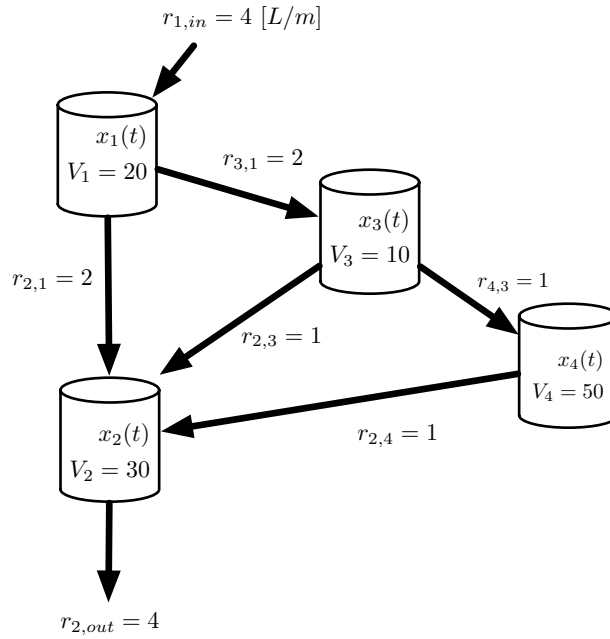 r_{1,in} = 4 [L/m]
x_1(t)
V_1 = 20
r_{3,1} = 2
x_3(t)
V_3 = 10
r_{2,1} = 2
r_{4,3} = 1
r_{2,3} = 1
x_4(t)
V_4 = 50
x_2(t)
V_2 = 30
r_{2,4} = 1
r_{2,out} = 4